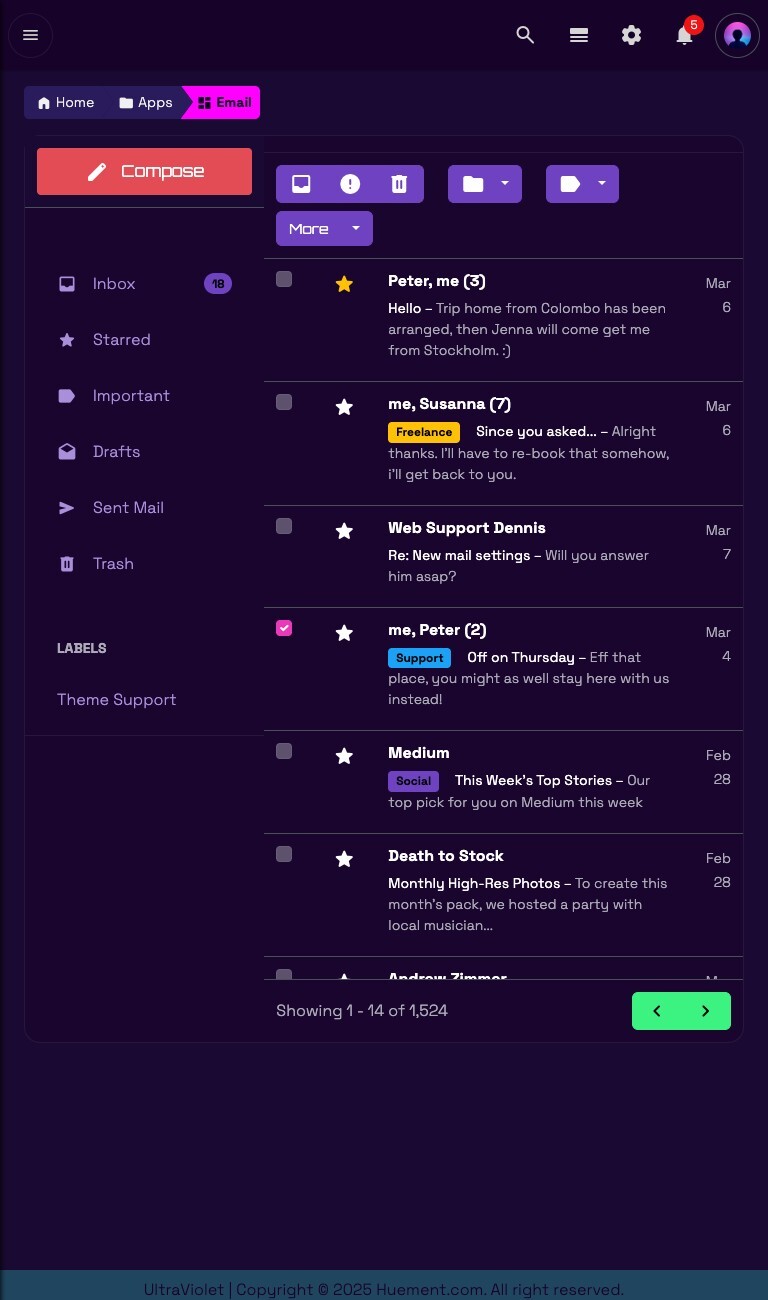 5
Home Apps Email
Compose
Inbox 18
Starred
Important
Drafts
Sent Mail
Trash
LABELS
Theme Support
More
Peter, me (3) Mar
Hello – Trip home from Colombo has been 6
arranged, then Jenna will come get me
from Stockholm. :)
me, Susanna (7) Mar
Freelance Since you asked... – Alright 6
thanks. I'll have to re-book that somehow,
i'll get back to you.
Web Support Dennis Mar
Re: New mail settings – Will you answer 7
him asap?
me, Peter (2) Mar
Support Off on Thursday – Eff that 4
place, you might as well stay here with us
instead!
Medium Feb
Social This Week's Top Stories – Our 28
top pick for you on Medium this week
Death to Stock Feb
Monthly High-Res Photos – To create this 28
month's pack, we hosted a party with
local musician...
Andrew Zimmer
Showing 1 - 14 of 1,524
UltraViolet | Copyright © 2025 Huement.com. All right reserved.